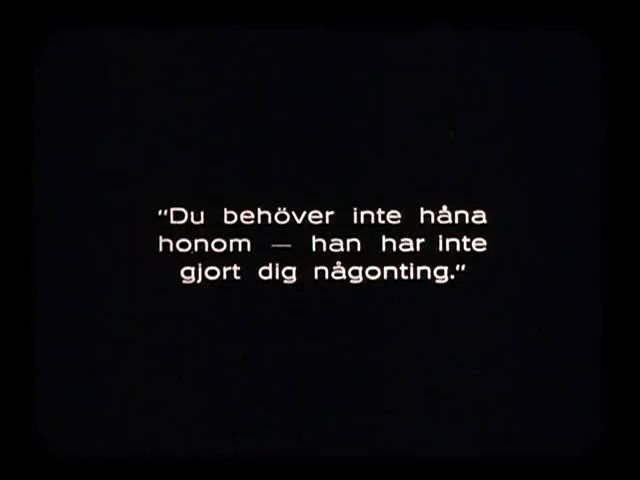 "Du behöver inte håna
honom — han har inte
gjort dig någonting."